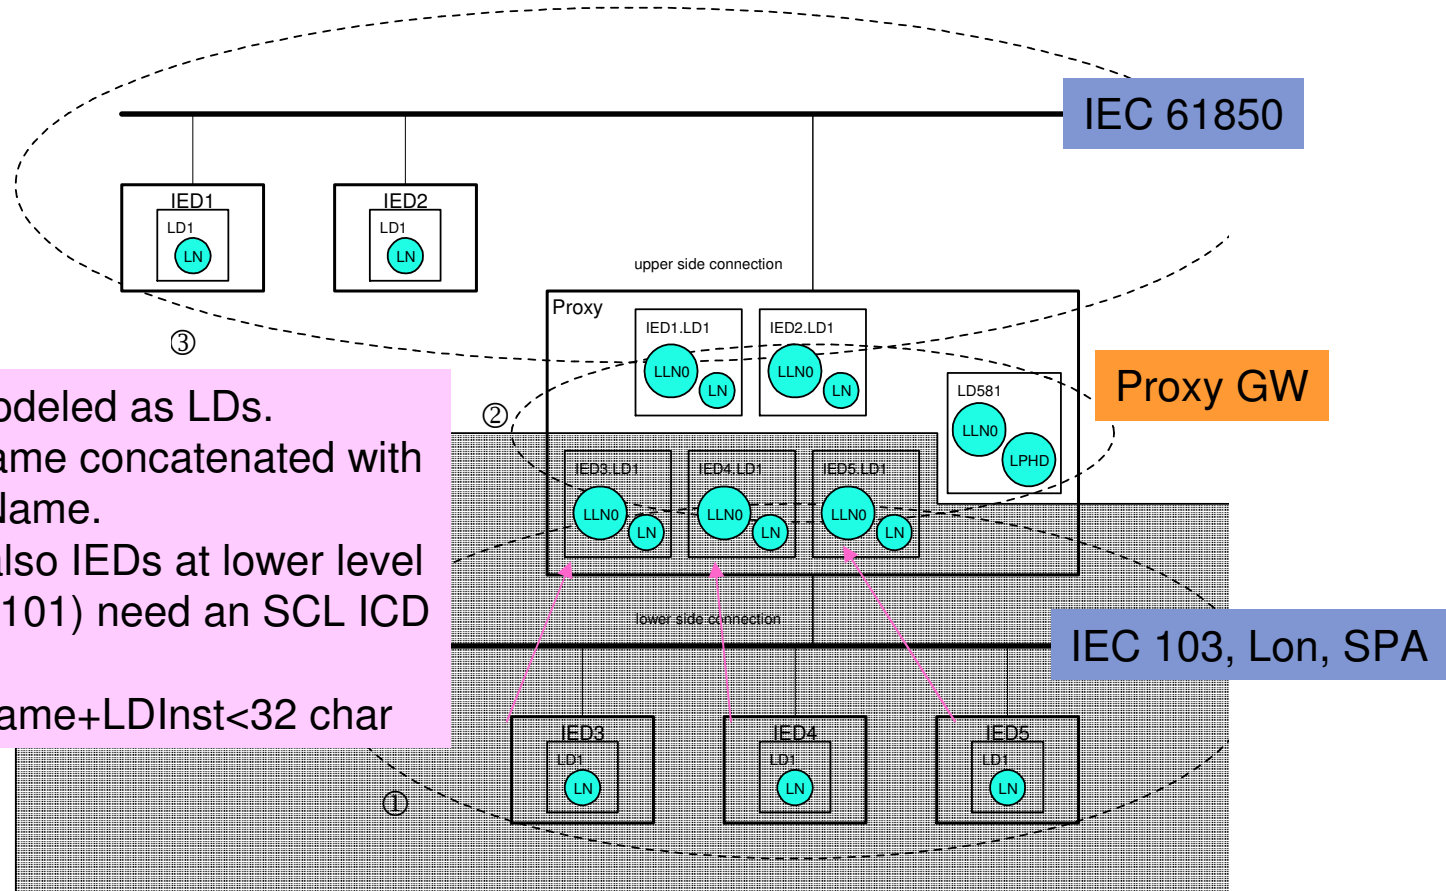 IEC 61850
IED1
LD1
LN
IED2
LD1
LN
upper side connection
Proxy
IED1.LD1
LLN0
LN
IED2.LD1
LLN0
LN
LD581
LLN0
LPHD
Proxy GW
③
②
odeled as LDs.
ame concatenated with
Name.
also IEDs at lower level
101) need an SCL ICD
ame+LDInst<32 char
IED3.LD1
LLN0
LN
IED4.LD1
LLN0
LN
IED5.LD1
LLN0
LN
lower side connection
IEC 103, Lon, SPA
IED3
LD1
LN
IED4
LD1
LN
IED5
LD1
LN
①